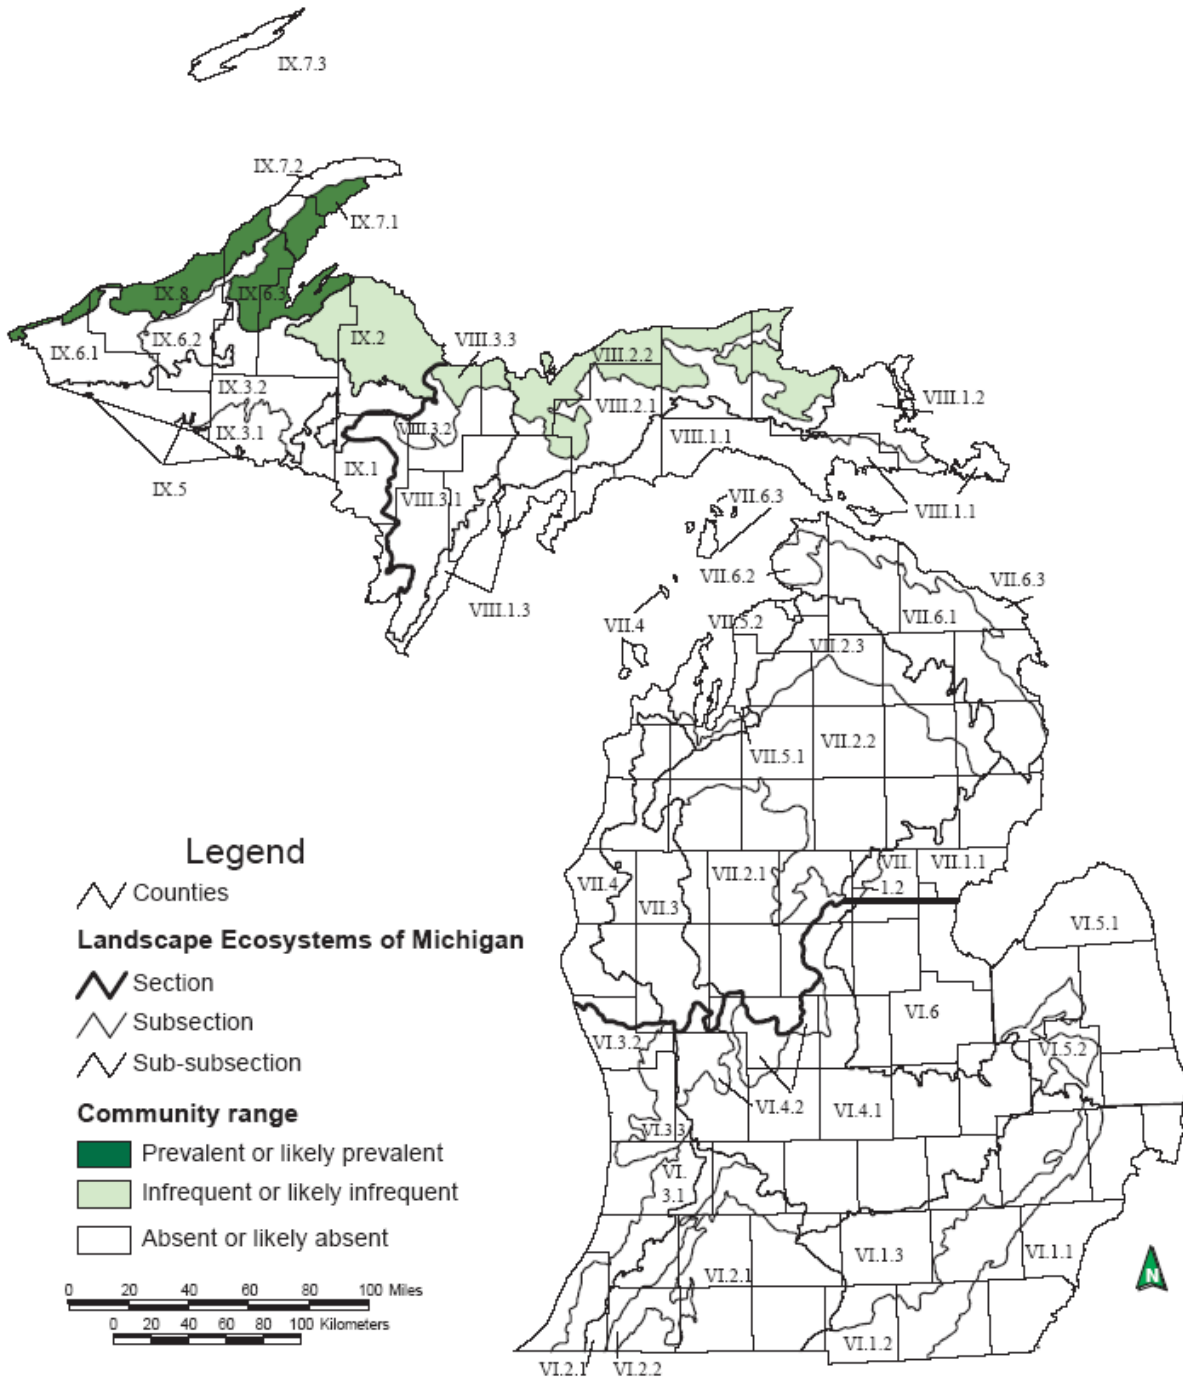 IX.7.3
IX.7.2
IX.7.1
IX.8
IX.6.3
IX.6.2
IX.6.1
IX.2
VIII.3.3
VIII.2.2
IX.3.2
VIII.2.1
VIII.1.2
IX.3.1
VIII.3.2
VIII.1.1
IX.1
IX.5
VIII.3.1
VII.6.3
VIII.1.1
VII.6.2
VII.6.3
VIII.1.3
VII.4
VII.5.2
VII.6.1
VII.2.3
VII.5.1
VII.2.2
Legend
Counties
Landscape Ecosystems of Michigan
Section
Subsection
Sub-subsection
Community range
Prevalent or likely prevalent
Infrequent or likely infrequent
Absent or likely absent
0 20 40 60 80 100 Miles
0 20 40 60 80 100 Kilometers
VII.4
VII.3
VII.2.1
VII.
1.2
VII.1.1
VI.5.1
VI.6
VI.3.2
VI.5.2
VI.4.2
VI.4.1
VI.3.3
VI.
3.1
VI.2.1
VI.1.3
VI.1.1
N
VI.1.2
VI.2.1
VI.2.2